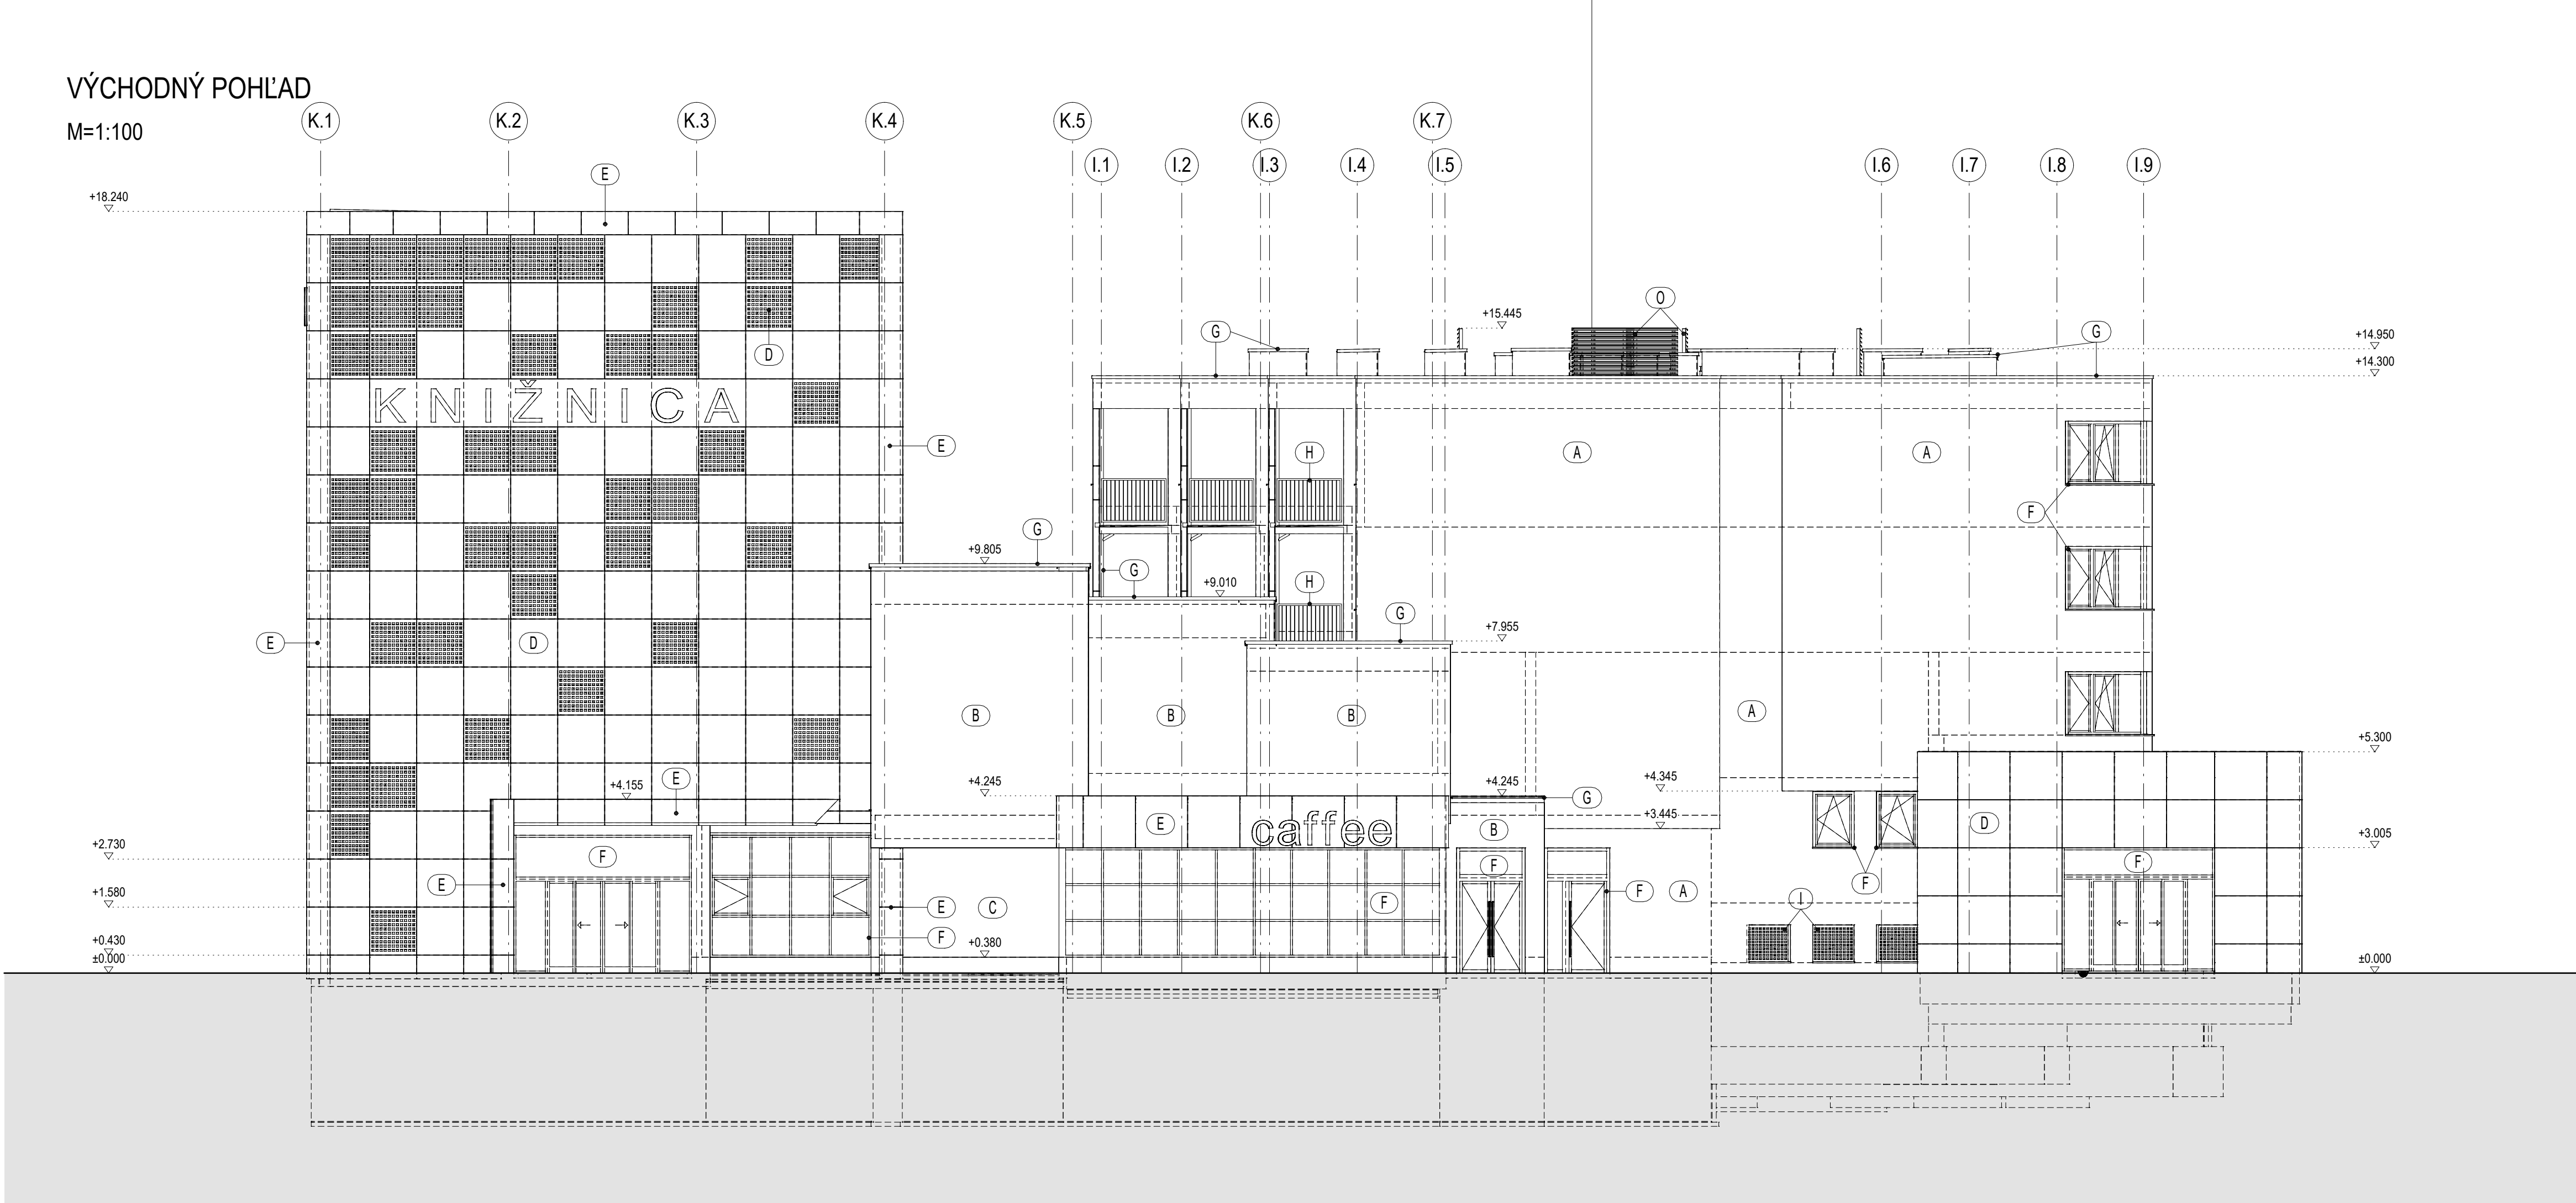 VÝCHODNÝ POHĽAD
M=1:100
K.1 K.2 K.3 K.4 K.5 K.6 K.7
I.1 I.2 I.3 I.4 I.5 I.6 I.7 I.8 I.9
E
+18.240
O
+15.445
G
G
+14.950
+14.300
D
KNIŽNICA
E
H
A
A
F
G
+9.805
G
+9.010
H
G
+7.955
E
D
B
B
B
A
+5.300
E
+4.155
+4.245
+4.245
G
+4.345
E
caffee
B
+3.445
D
+3.005
+2.730
F
F
F
F
E
F
F
A
I
+1.580
E
C
F
+0.430
+0.380
±0.000
±0.000